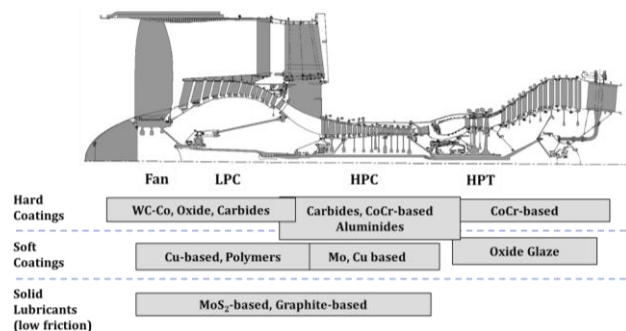 Fan LPC HPC HPT
Hard
Coatings
WC-Co, Oxide, Carbides
Carbides, CoCr-based
Aluminides
CoCr-based
Soft
Coatings
Cu-based, Polymers
Mo, Cu based
Oxide Glaze
Solid
Lubricants
(low friction)
MoS₂-based, Graphite-based